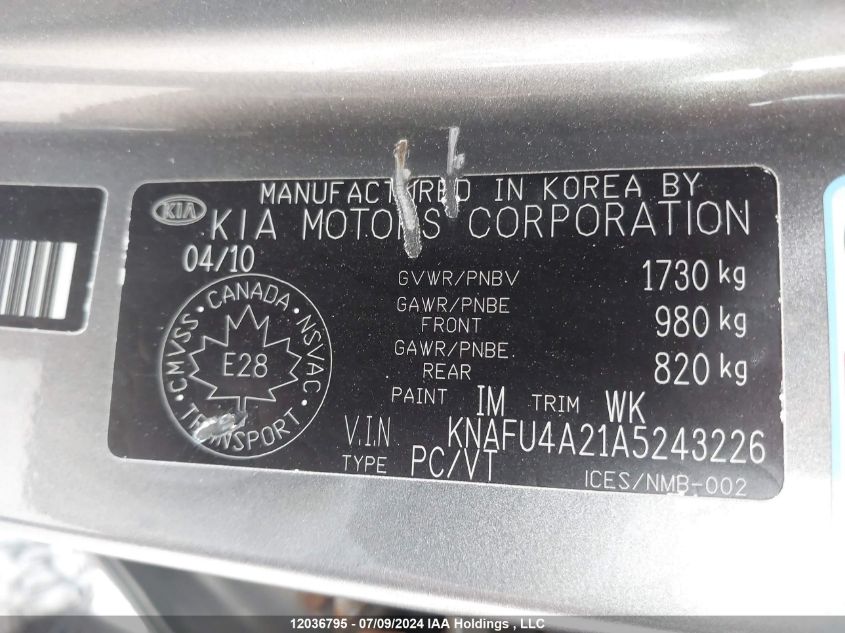 MANUFACTURED IN KOREA BY
KIA
KIA MOTORS CORPORATION
04/10
GVWR/PNBV 1730 kg
GAWR/PNBE FRONT 980 kg
GAWR/PNBE REAR 820 kg
CANADA • NSVAC • TRANSPORT • CMVSS •
E28
PAINT IM TRIM WK
V.I.N KNAFU4A21A5243226
TYPE PC/VT
ICES/NMB-002
12036795 - 07/09/2024 IAA Holdings, LLC.